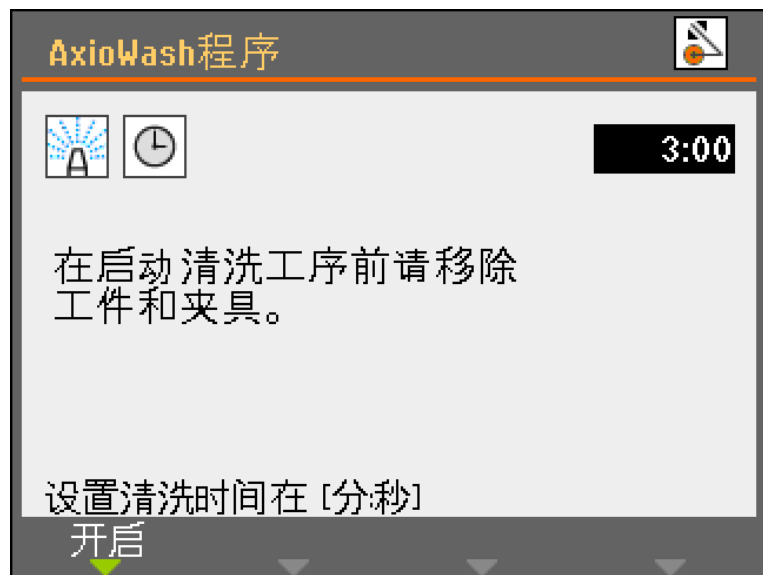 AxioWash程序
3:00
在启动清洗工序前请移除
工件和夹具。
设置清洗时间在 [分:秒]
开启